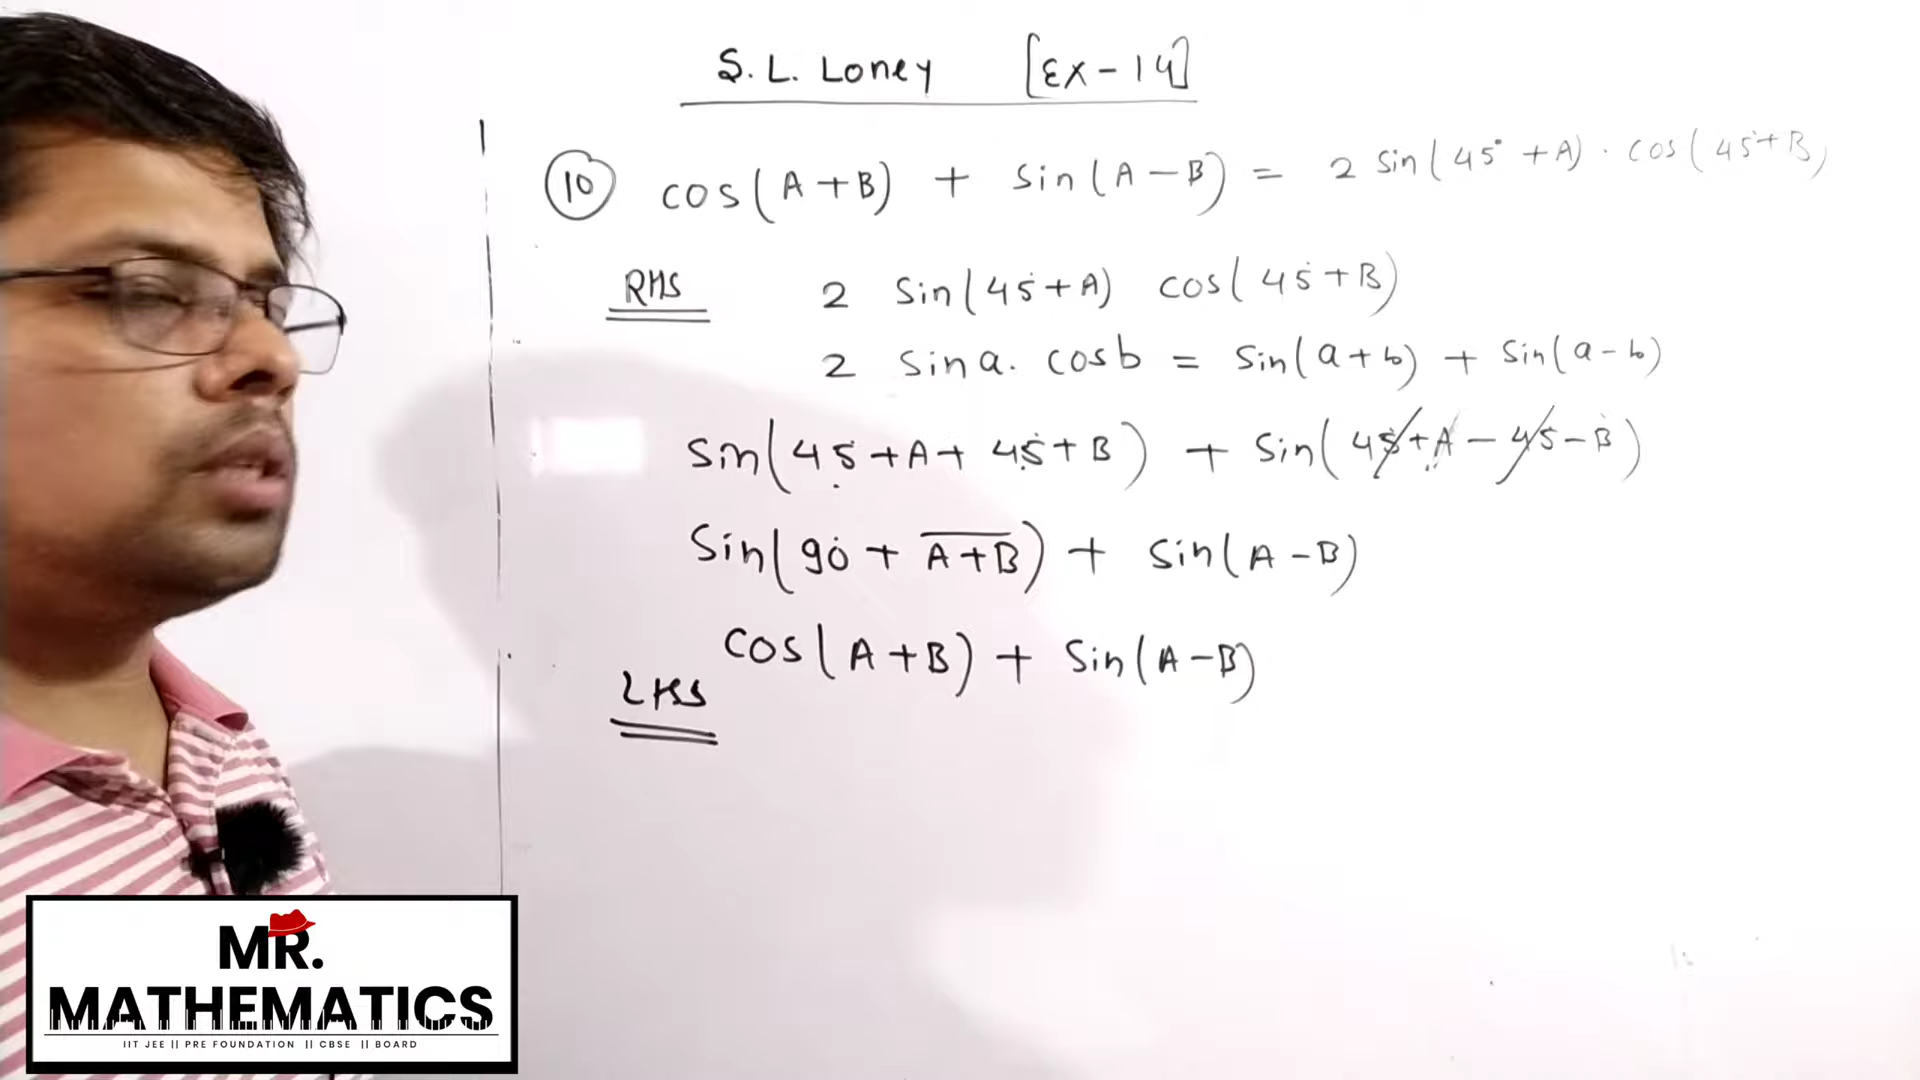 S. L. Loney [EX-14]
10 cos(A+B) + sin(A-B) = 2 sin(45° +A) . cos(45°+B)
RHS 2 sin(45°+A) cos(45°+B)
2 sin a. cos b = sin(a+b) + sin(a-b)
sin(45°+A+ 45°+B) + sin(45°+A-45-B)
sin(90°+ A+B) + sin(A-B)
cos(A+B) + sin(A-B)
LHS
MR.
MATHEMATICS
IIT JEE || PRE FOUNDATION || CBSE || BOARD